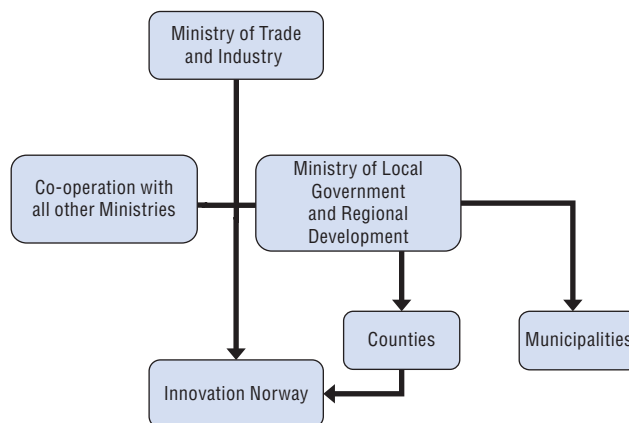 Ministry of Trade
and Industry
Co-operation with
all other Ministries
Ministry of Local
Government
and Regional
Development
Counties
Municipalities
Innovation Norway